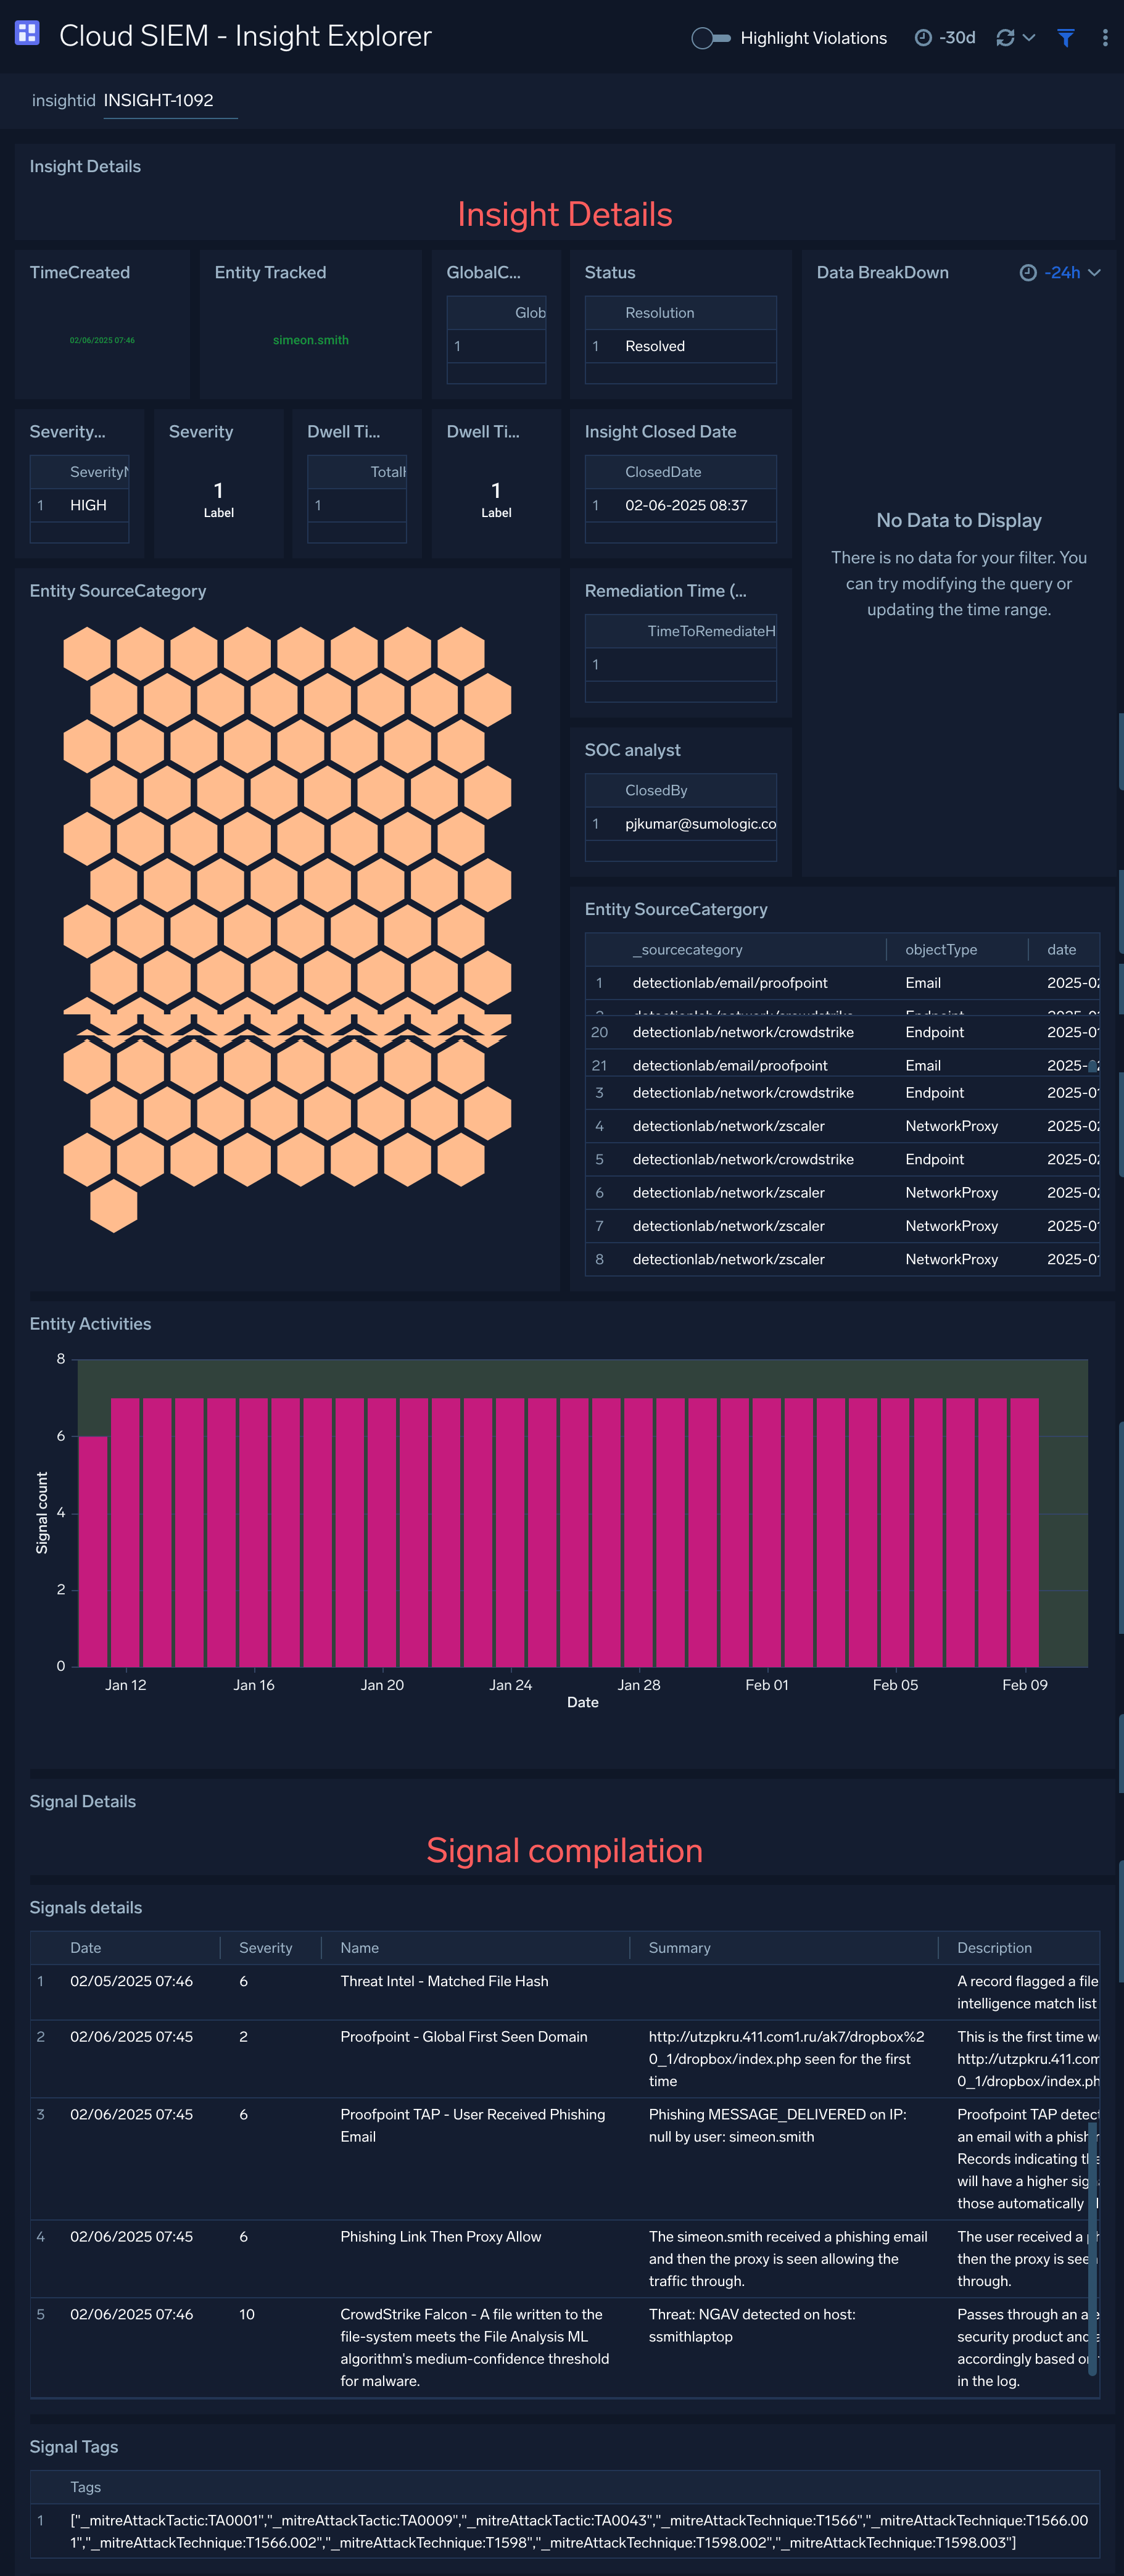 Cloud SIEM - Insight Explorer
Highlight Violations
-30d
insightid INSIGHT-1092
Insight Details
Insight Details
TimeCreated
02/06/2025 07:46
Entity Tracked
simeon.smith
GlobalC...
Glob
1
Status
Resolution
1 Resolved
Data BreakDown
-24h
No Data to Display
There is no data for your filter. You
can try modifying the query or
updating the time range.
Severity...
1 HIGH
Severity
1
Label
Dwell Ti...
1
Dwell Ti...
1
Label
Insight Closed Date
ClosedDate
1 02-06-2025 08:37
Entity SourceCategory
Remediation Time (...
TimeToRemediateH
1
SOC analyst
ClosedBy
1 pjkumar@sumologic.co
Entity SourceCatergory
_sourcecategory objectType date
1 detectionlab/email/proofpoint Email 2025-02
20 detectionlab/network/crowdstrike Endpoint 2025-01
21 detectionlab/email/proofpoint Email 2025-
3 detectionlab/network/crowdstrike Endpoint 2025-01
4 detectionlab/network/zscaler NetworkProxy 2025-02
5 detectionlab/network/crowdstrike Endpoint 2025-02
6 detectionlab/network/zscaler NetworkProxy 2025-02
7 detectionlab/network/zscaler NetworkProxy 2025-01
8 detectionlab/network/zscaler NetworkProxy 2025-01
Entity Activities
8
6
4
2
0
Signal count
Jan 12 Jan 16 Jan 20 Jan 24 Jan 28 Feb 01 Feb 05 Feb 09
Date
Signal Details
Signal compilation
Signals details
Date Severity Name Summary Description
1 02/05/2025 07:46 6 Threat Intel - Matched File Hash A record flagged a file
intelligence match list
2 02/06/2025 07:45 2 Proofpoint - Global First Seen Domain http://utzpkru.411.com1.ru/ak7/dropbox%2 This is the first time w
0_1/dropbox/index.php seen for the first http://utzpkru.411.com
time 0_1/dropbox/index.ph
3 02/06/2025 07:45 6 Proofpoint TAP - User Received Phishing Phishing MESSAGE_DELIVERED on IP: Proofpoint TAP detect
Email null by user: simeon.smith an email with a phish
Records indicating
will have a higher sig
those automatically
4 02/06/2025 07:45 6 Phishing Link Then Proxy Allow The simeon.smith received a phishing email The user received a
and then the proxy is seen allowing the then the proxy is see
traffic through. through.
5 02/06/2025 07:46 10 CrowdStrike Falcon - A file written to the Threat: NGAV detected on host: Passes through an
file-system meets the File Analysis ML ssmithlaptop security product and
algorithm's medium-confidence threshold accordingly based
for malware. in the log.
Signal Tags
Tags
1 ["_mitreAttackTactic:TA0001","_mitreAttackTactic:TA0009","_mitreAttackTactic:TA0043","_mitreAttackTechnique:T1566","_mitreAttackTechnique:T1566.00
1","_mitreAttackTechnique:T1566.002","_mitreAttackTechnique:T1598","_mitreAttackTechnique:T1598.002","_mitreAttackTechnique:T1598.003"]